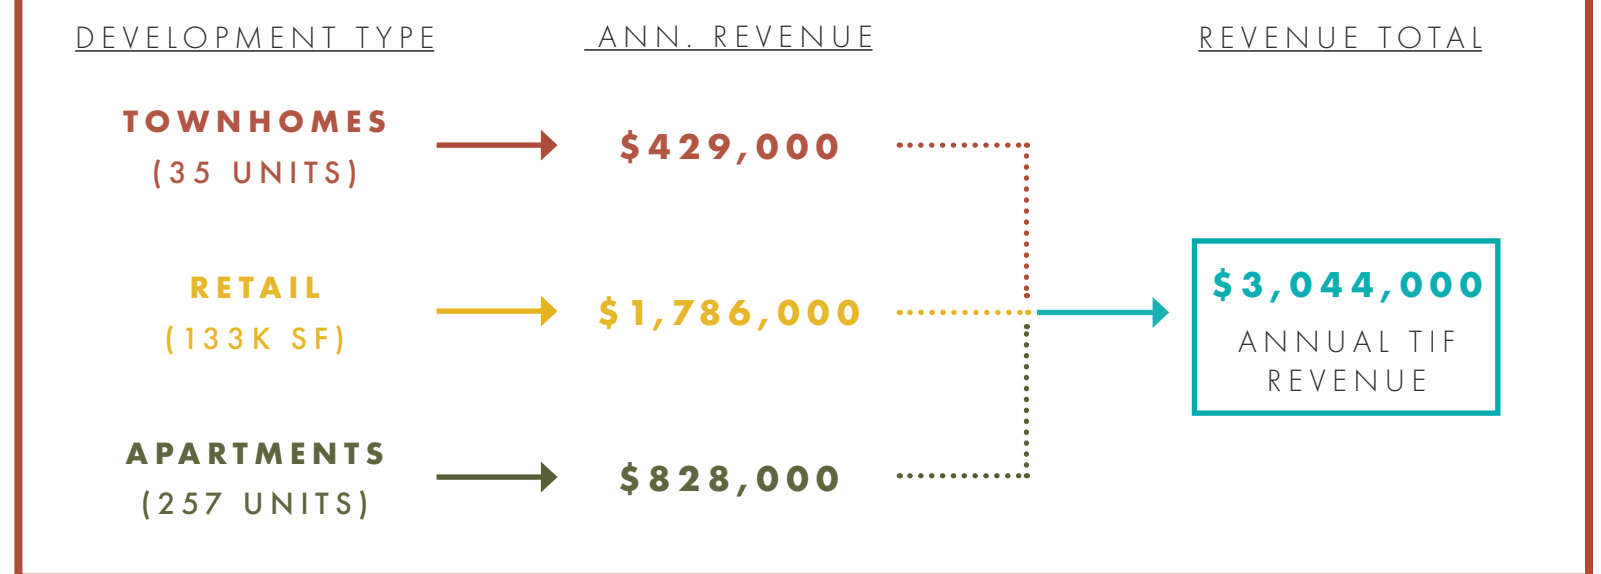 DEVELOPMENT TYPE
ANN. REVENUE
REVENUE TOTAL
TOWNHOMES
(35 UNITS)
$429,000
RETAIL
(133K SF)
$1,786,000
$3,044,000
ANNUAL TIF
REVENUE
APARTMENTS
(257 UNITS)
$828,000